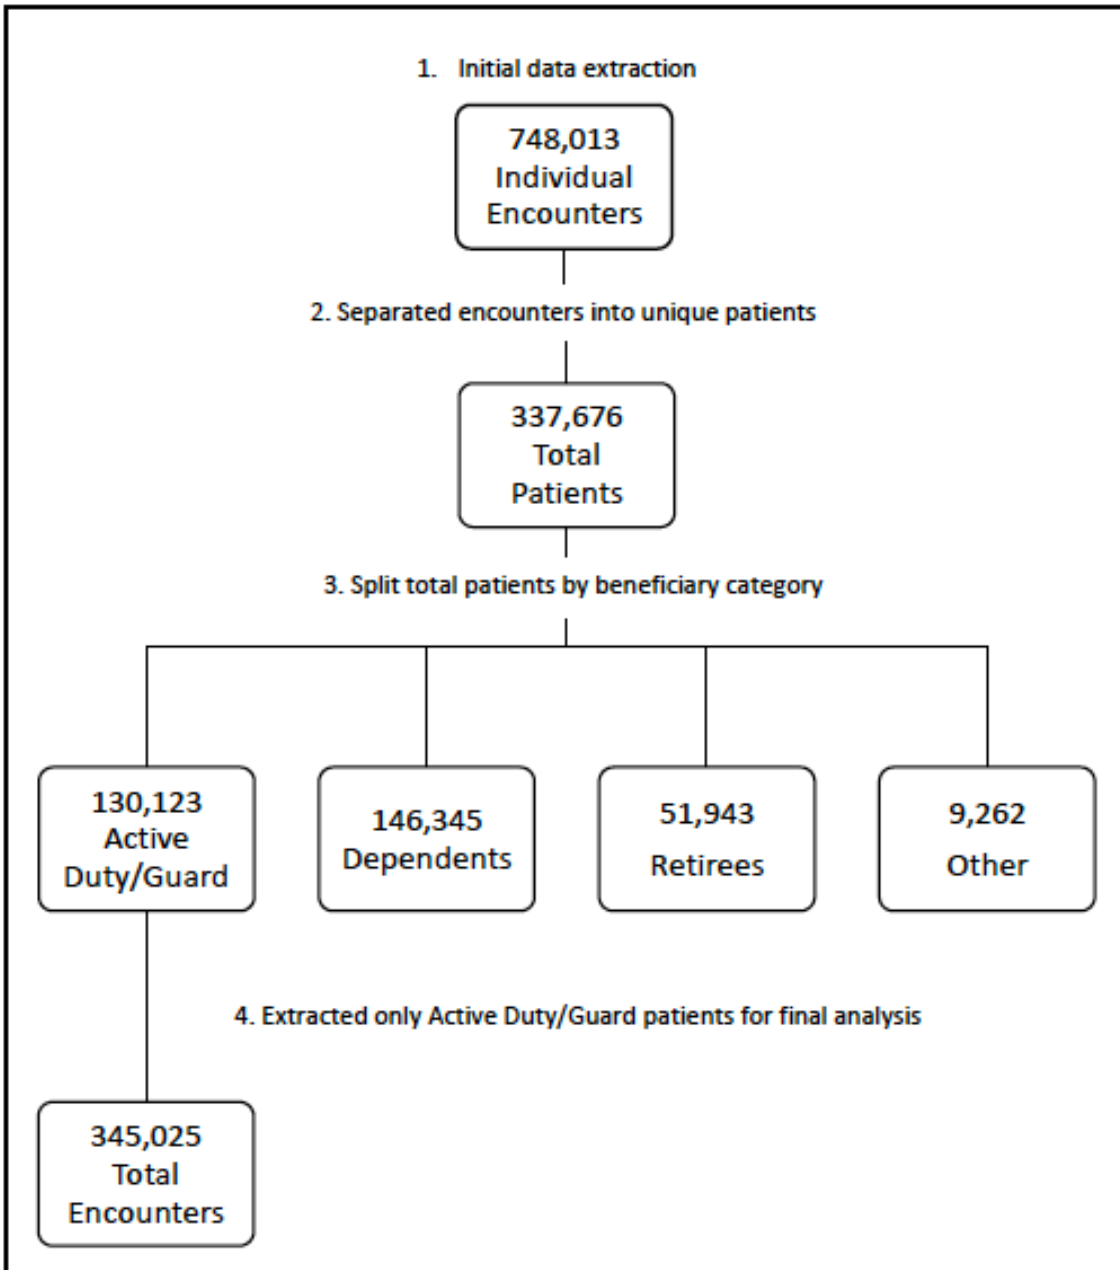 1. Initial data extraction
748,013
Individual
Encounters
2. Separated encounters into unique patients
337,676
Total
Patients
3. Split total patients by beneficiary category
130,123
Active
Duty/Guard
146,345
Dependents
51,943
Retirees
9,262
Other
4. Extracted only Active Duty/Guard patients for final analysis
345,025
Total
Encounters